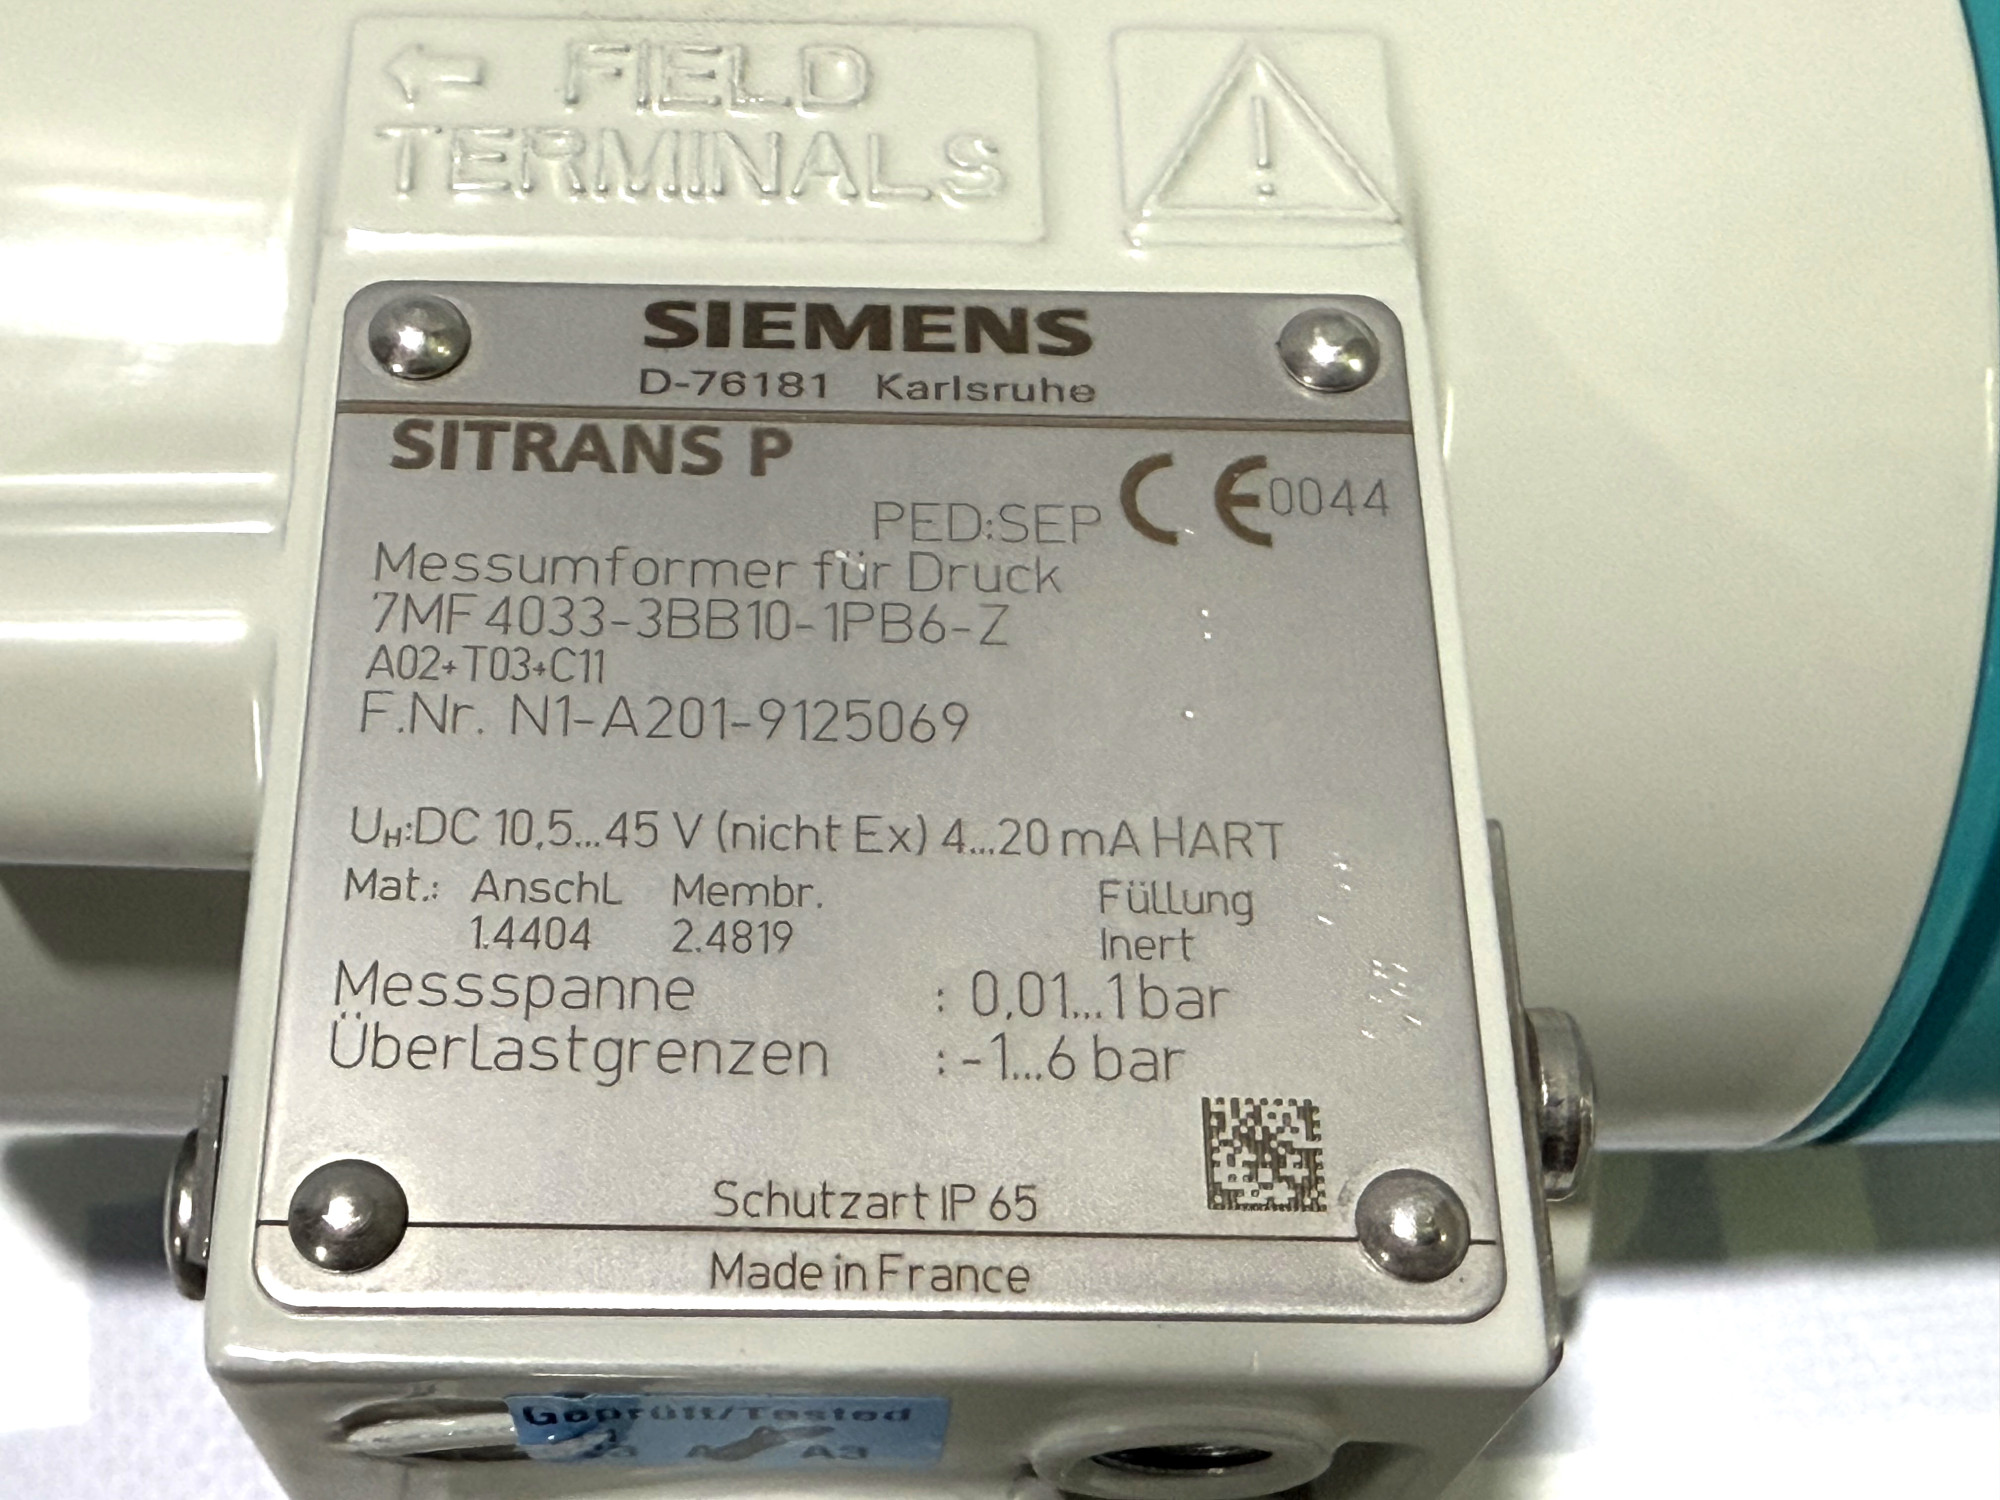 ← FIELD
TERMINALS
!
SIEMENS
D-76181 Karlsruhe
SITRANS P
PED:SEP CE 0044
Messumformer für Druck
7MF4033-3BB10-1PB6-Z
A02+T03+C11
F.Nr. N1-A201-9125069
UH:DC 10,5...45 V (nicht Ex) 4...20 mA HART
Mat.: Anschl. Membr. Füllung
1.4404 2.4819 Inert
Messspanne : 0,01...1 bar
Überlastgrenzen : -1...6 bar
Schutzart IP 65
Made in France
Geprüft/Tested
A3